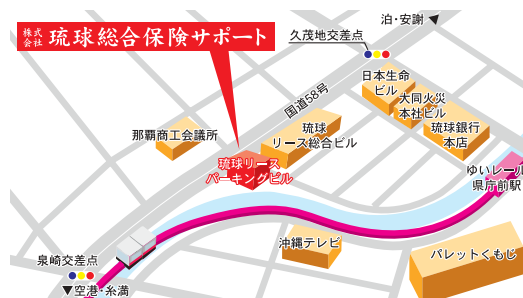 泊・安謝▲
株式
会社 琉球総合保険サポート
久茂地交差点
日本生命
ビル
国道58号
大同火災
本社ビル
琉球銀行
本店
那覇商工会議所
琉球
リース総合ビル
琉球リース
パーキングビル
ゆいレール
県庁前駅
沖縄テレビ
パレットくもじ
泉崎交差点
▼空港・糸満